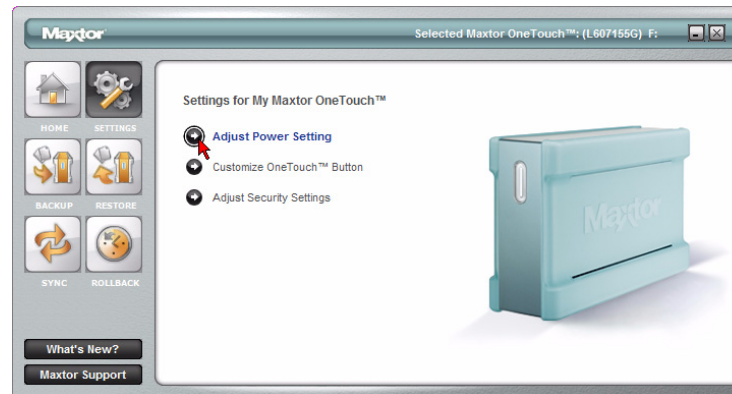 Maxtor
Selected Maxtor OneTouch™: (L607155G) F:
HOME
SETTINGS
BACKUP
RESTORE
SYNC
ROLLBACK
What's New?
Maxtor Support
Settings for My Maxtor OneTouch™
Adjust Power Setting
Customize OneTouch™ Button
Adjust Security Settings
Maxtor